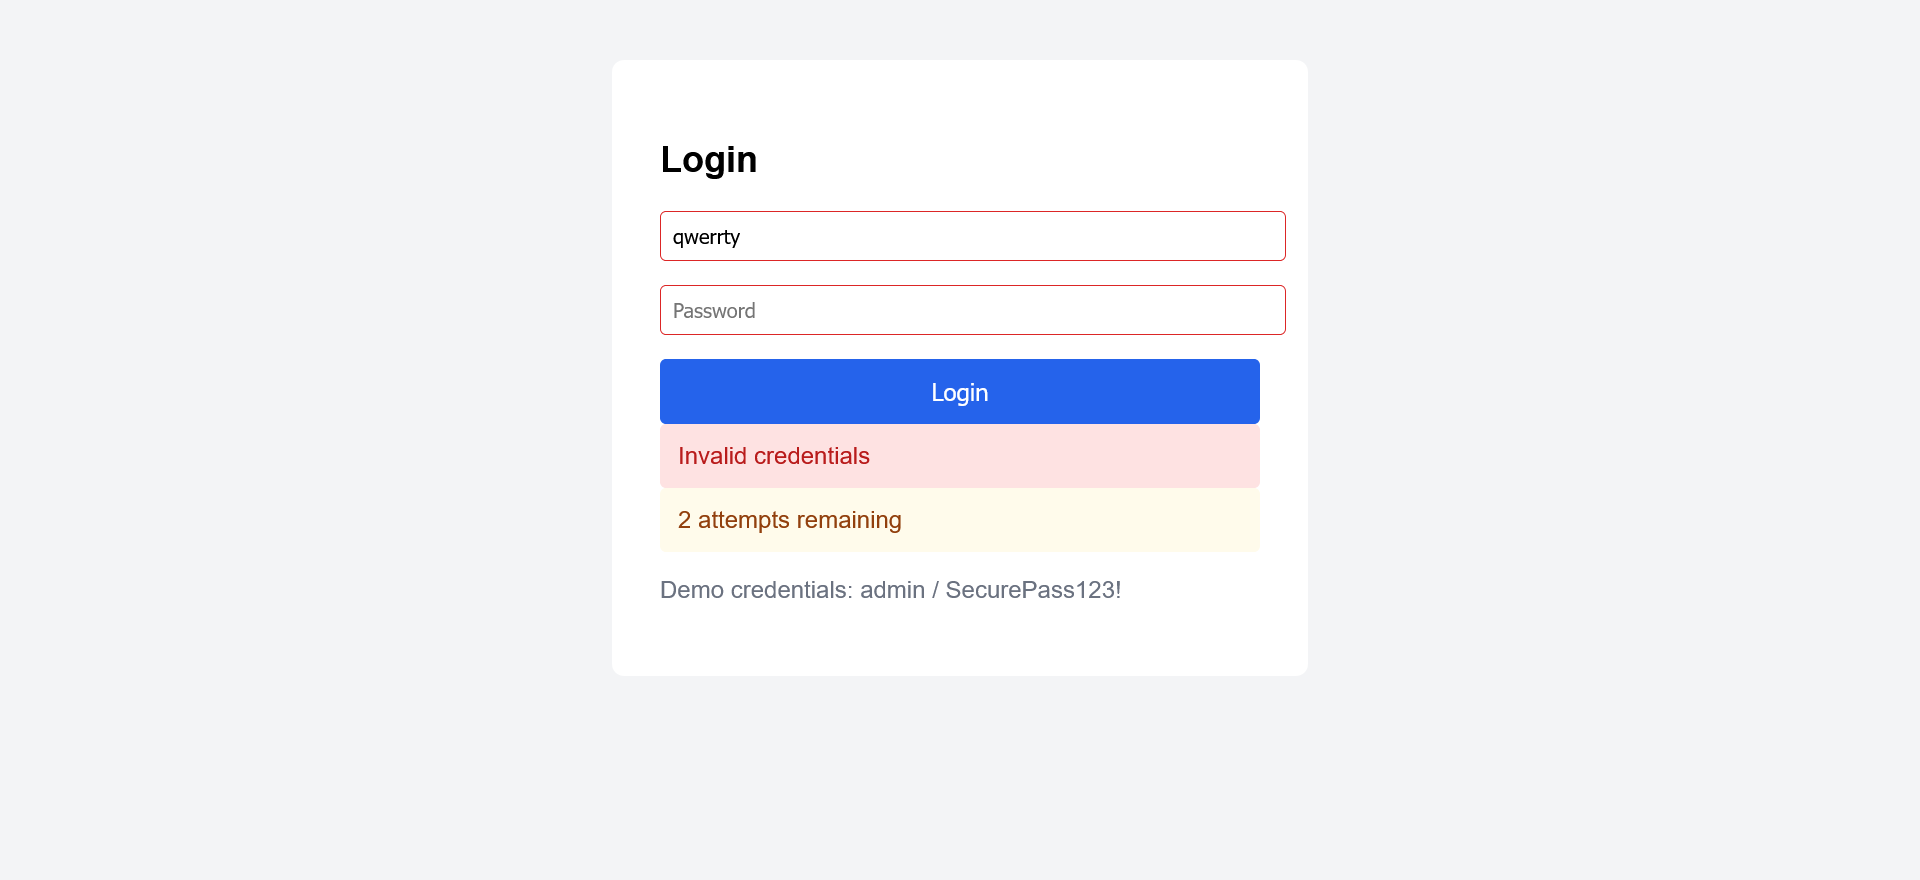 Login
qwerrty
Password
Login
Invalid credentials
2 attempts remaining
Demo credentials: admin / SecurePass123!